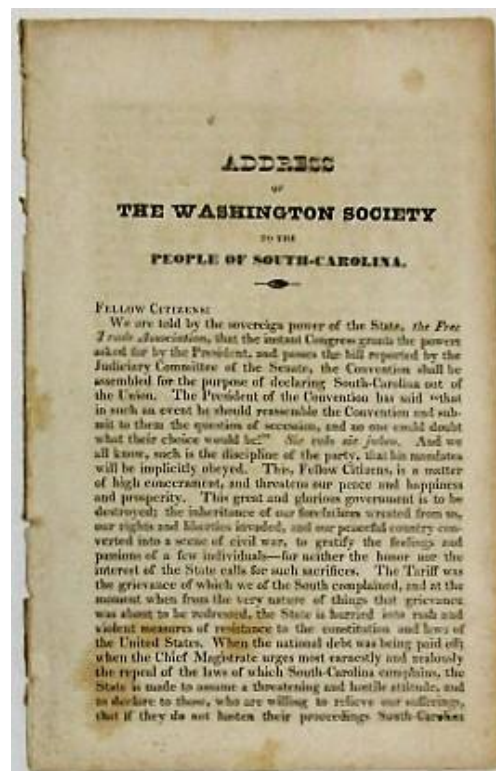 ADDRESS
OF
THE WASHINGTON SOCIETY
TO THE
PEOPLE OF SOUTH-CAROLINA.
FELLOW CITIZENS:
We are told by the sovereign power of the State, the Free
Trade Association, that the instant Congress grants the powers
asked for by the President, and passes the bill reported by the
Judiciary Committee of the Senate, the Convention shall be
assembled for the purpose of declaring South-Carolina out of
the Union. The President of the Convention has said "that
in such an event he should reassemble the Convention and sub-
mit to them the question of secession, and no one could doubt
what their choice would be!" Sic volo sic jubeo. And we
all know, such is the discipline of the party, that his mandates
will be implicitly obeyed. This, Fellow Citizens, is a matter
of high concernment, and threatens our peace and happiness
and prosperity. This great and glorious government is to be
destroyed; the inheritance of our forefathers wrested from us,
our rights and liberties invaded, and our peaceful country con-
verted into a scene of civil war, to gratify the feelings and
passions of a few individuals—for neither the honor nor the
interest of the State calls for such sacrifices. The Tariff was
the grievance of which we of the South complained, and at the
moment when from the very nature of things that grievance
was about to be redressed, the State is hurried into rash and
violent measures of resistance to the constitution and laws of
the United States. When the national debt was being paid off;
when the Chief Magistrate urges most earnestly and zealously
the repeal of the laws of which South-Carolina complains, the
State is made to assume a threatening and hostile attitude, and
to declare to those, who are willing to relieve our sufferings,
that if they do not hasten their proceedings South-Carolina